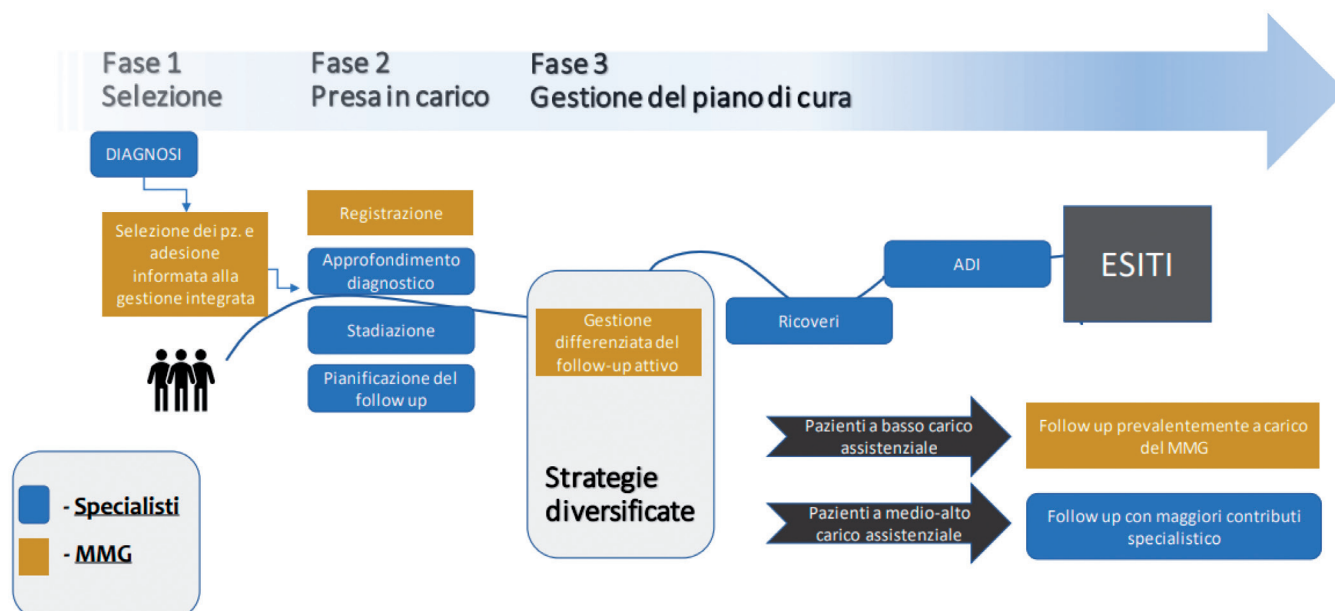 Fase 1
Selezione
Fase 2
Presa in carico
Fase 3
Gestione del piano di cura
DIAGNOSI
Selezione dei pz. e
adesione
informata alla
gestione integrata
Registrazione
Approfondimento
diagnostico
Stadiazione
Pianificazione del
follow up
Gestione
differenziata del
follow-up attivo
Strategie
diversificate
Ricoveri
ADI
ESITI
Pazienti a basso carico
assistenziale
Follow up prevalentemente a carico
del MMG
Pazienti a medio-alto
carico assistenziale
Follow up con maggiori contributi
specialistico
- Specialisti
- MMG